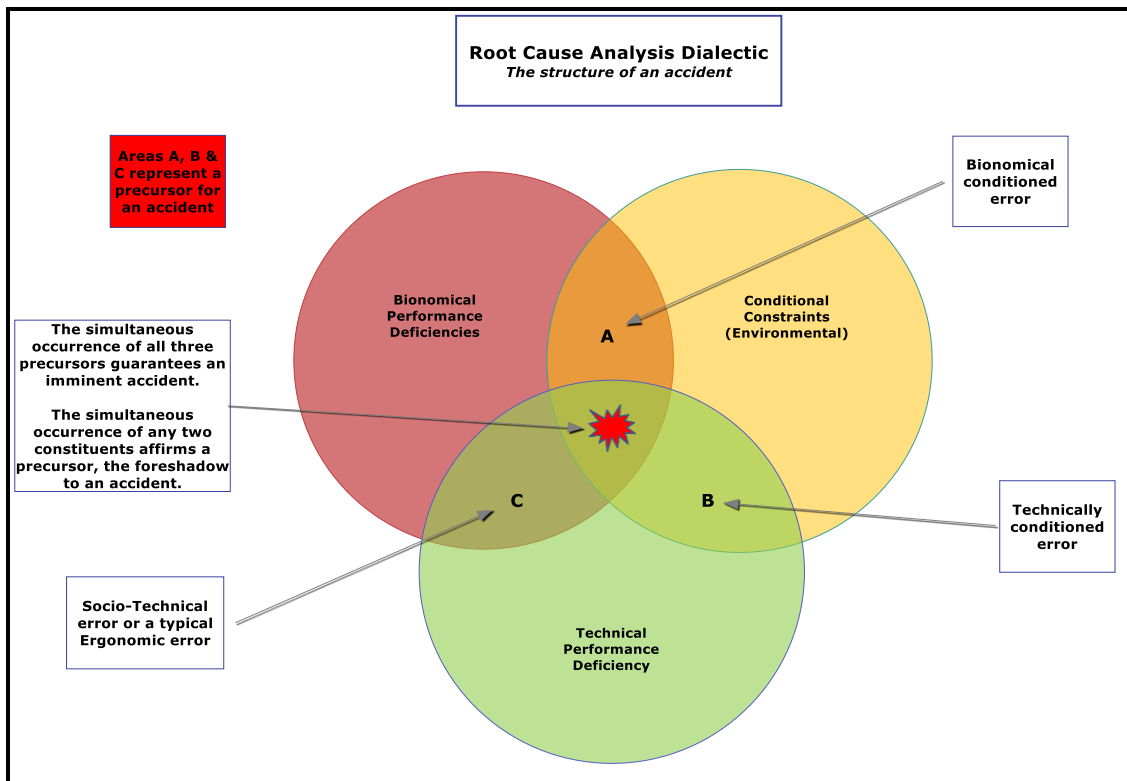 Root Cause Analysis Dialectic
The structure of an accident
Areas A, B &
C represent a
precursor for
an accident
Bionomical
conditioned
error
Bionomical
Performance
Deficiencies
Conditional
Constraints
(Environmental)
A
The simultaneous
occurrence of all three
precursors guarantees an
imminent accident.
The simultaneous
occurrence of any two
constituents affirms a
precursor, the foreshadow
to an accident.
C
B
Technically
conditioned
error
Socio-Technical
error or a typical
Ergonomic error
Technical
Performance
Deficiency